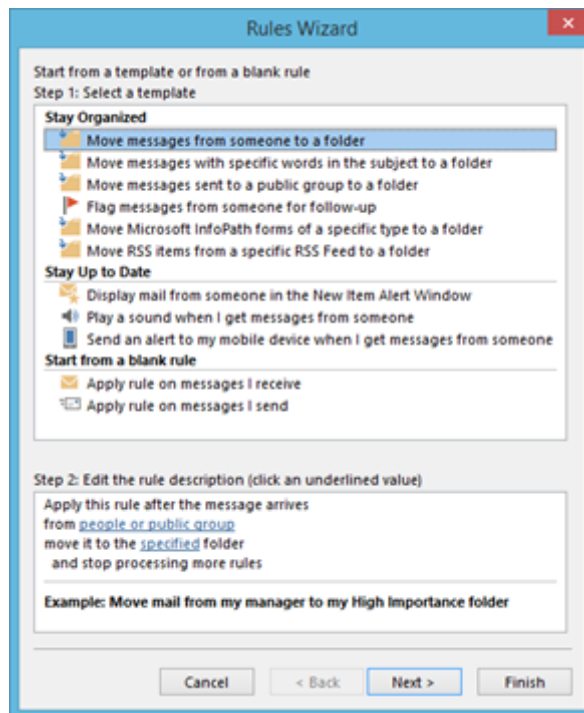 Rules Wizard
Start from a template or from a blank rule
Step 1: Select a template
Stay Organized
Move messages from someone to a folder
Move messages with specific words in the subject to a folder
Move messages sent to a public group to a folder
Flag messages from someone for follow-up
Move Microsoft InfoPath forms of a specific type to a folder
Move RSS items from a specific RSS Feed to a folder
Stay Up to Date
Display mail from someone in the New Item Alert Window
Play a sound when I get messages from someone
Send an alert to my mobile device when I get messages from someone
Start from a blank rule
Apply rule on messages I receive
Apply rule on messages I send
Step 2: Edit the rule description (click an underlined value)
Apply this rule after the message arrives
from people or public group
move it to the specified folder
and stop processing more rules
Example: Move mail from my manager to my High Importance folder
Cancel < Back Next > Finish